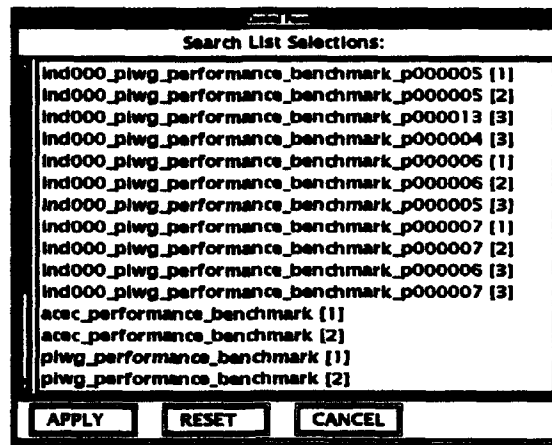 Search List Selections:
ind000_piwg_performance_benchmark_p000005 [1]
ind000_piwg_performance_benchmark_p000005 [2]
ind000_piwg_performance_benchmark_p000013 [3]
ind000_piwg_performance_benchmark_p000004 [3]
ind000_piwg_performance_benchmark_p000006 [1]
ind000_piwg_performance_benchmark_p000006 [2]
ind000_piwg_performance_benchmark_p000005 [3]
ind000_piwg_performance_benchmark_p000007 [1]
ind000_piwg_performance_benchmark_p000007 [2]
ind000_piwg_performance_benchmark_p000006 [3]
ind000_piwg_performance_benchmark_p000007 [3]
acec_performance_benchmark [1]
acec_performance_benchmark [2]
piwg_performance_benchmark [1]
piwg_performance_benchmark [2]
APPLY RESET CANCEL